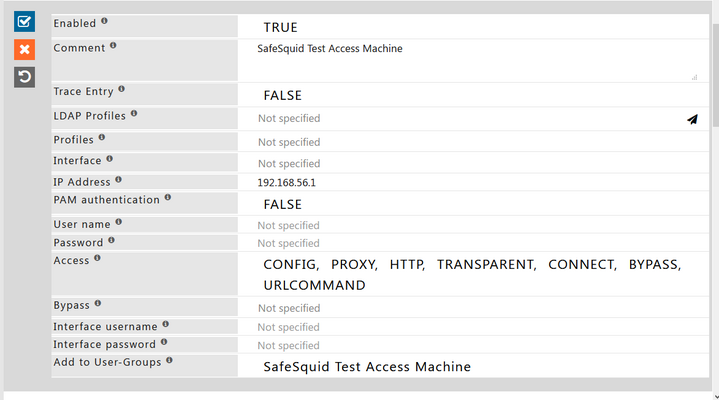 Enabled TRUE
Comment SafeSquid Test Access Machine
Trace Entry FALSE
LDAP Profiles Not specified
Profiles Not specified
Interface Not specified
IP Address 192.168.56.1
PAM authentication FALSE
User name Not specified
Password Not specified
Access CONFIG, PROXY, HTTP, TRANSPARENT, CONNECT, BYPASS,
URLCOMMAND
Bypass Not specified
Interface username Not specified
Interface password Not specified
Add to User-Groups SafeSquid Test Access Machine